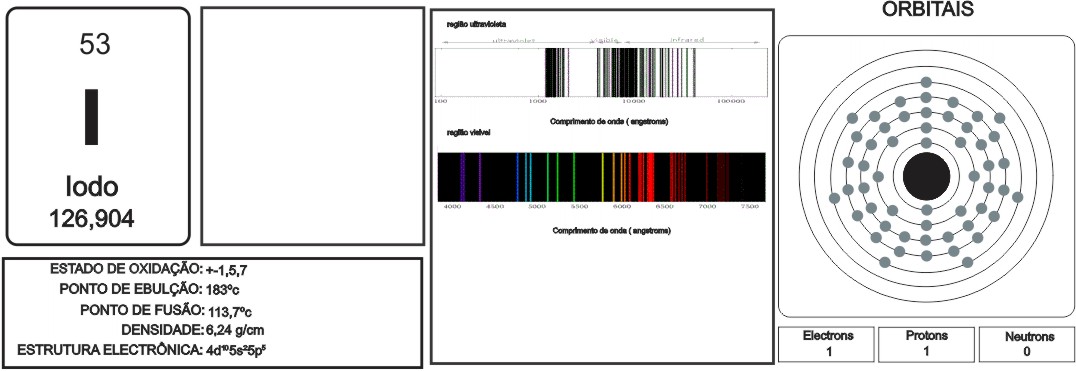 53
I
Iodo
126,904
ESTADO DE OXIDAÇÃO: +-1,5,7
PONTO DE EBULÇÃO: 183ºc
PONTO DE FUSÃO: 113,7ºc
DENSIDADE: 6,24 g/cm
ESTRUTURA ELECTRÔNICA: 4d¹⁰5s²5p⁵
região ultravioleta
ultraviolet visible infrared
100 1000 10000 100000
Comprimento de onda ( angstroms)
região visível
4000 4500 5000 5500 6000 6500 7000 7500
Comprimento de onda ( angstroms)
ORBITAIS
Electrons
1
Protons
1
Neutrons
0